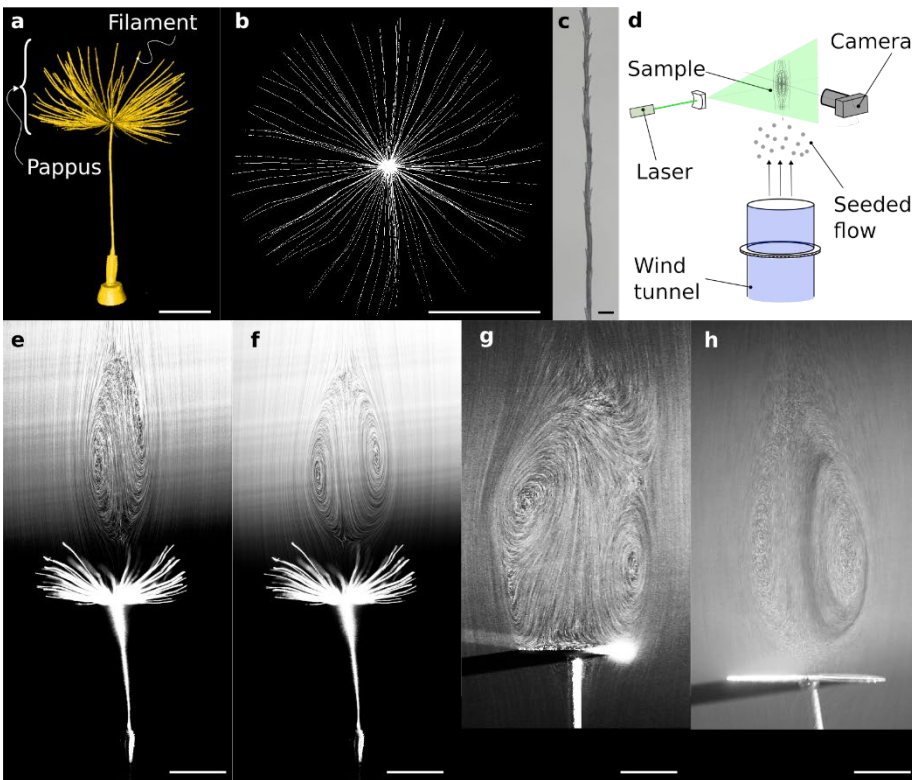 a
Filament
Pappus
b
c
d
Sample
Camera
Laser
Seeded
flow
Wind
tunnel
e
f
g
h